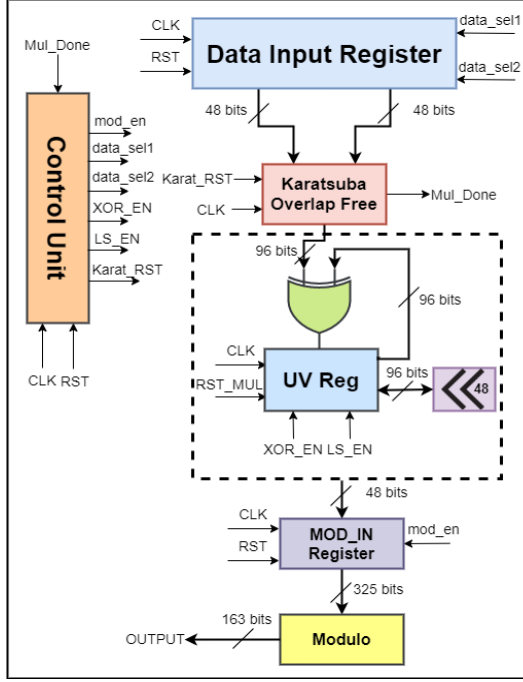 CLK
RST
Data Input Register
data_sel1
data_sel2
Mul_Done
48 bits
48 bits
Control Unit
mod_en
data_sel1
data_sel2
XOR_EN
LS_EN
Karat_RST
CLK
RST
Karat_RST
CLK
Karatsuba
Overlap Free
Mul_Done
96 bits
96 bits
CLK
RST_MUL
UV Reg
96 bits
48
XOR_EN
LS_EN
48 bits
CLK
RST
MOD_IN
Register
mod_en
325 bits
163 bits
OUTPUT
Modulo